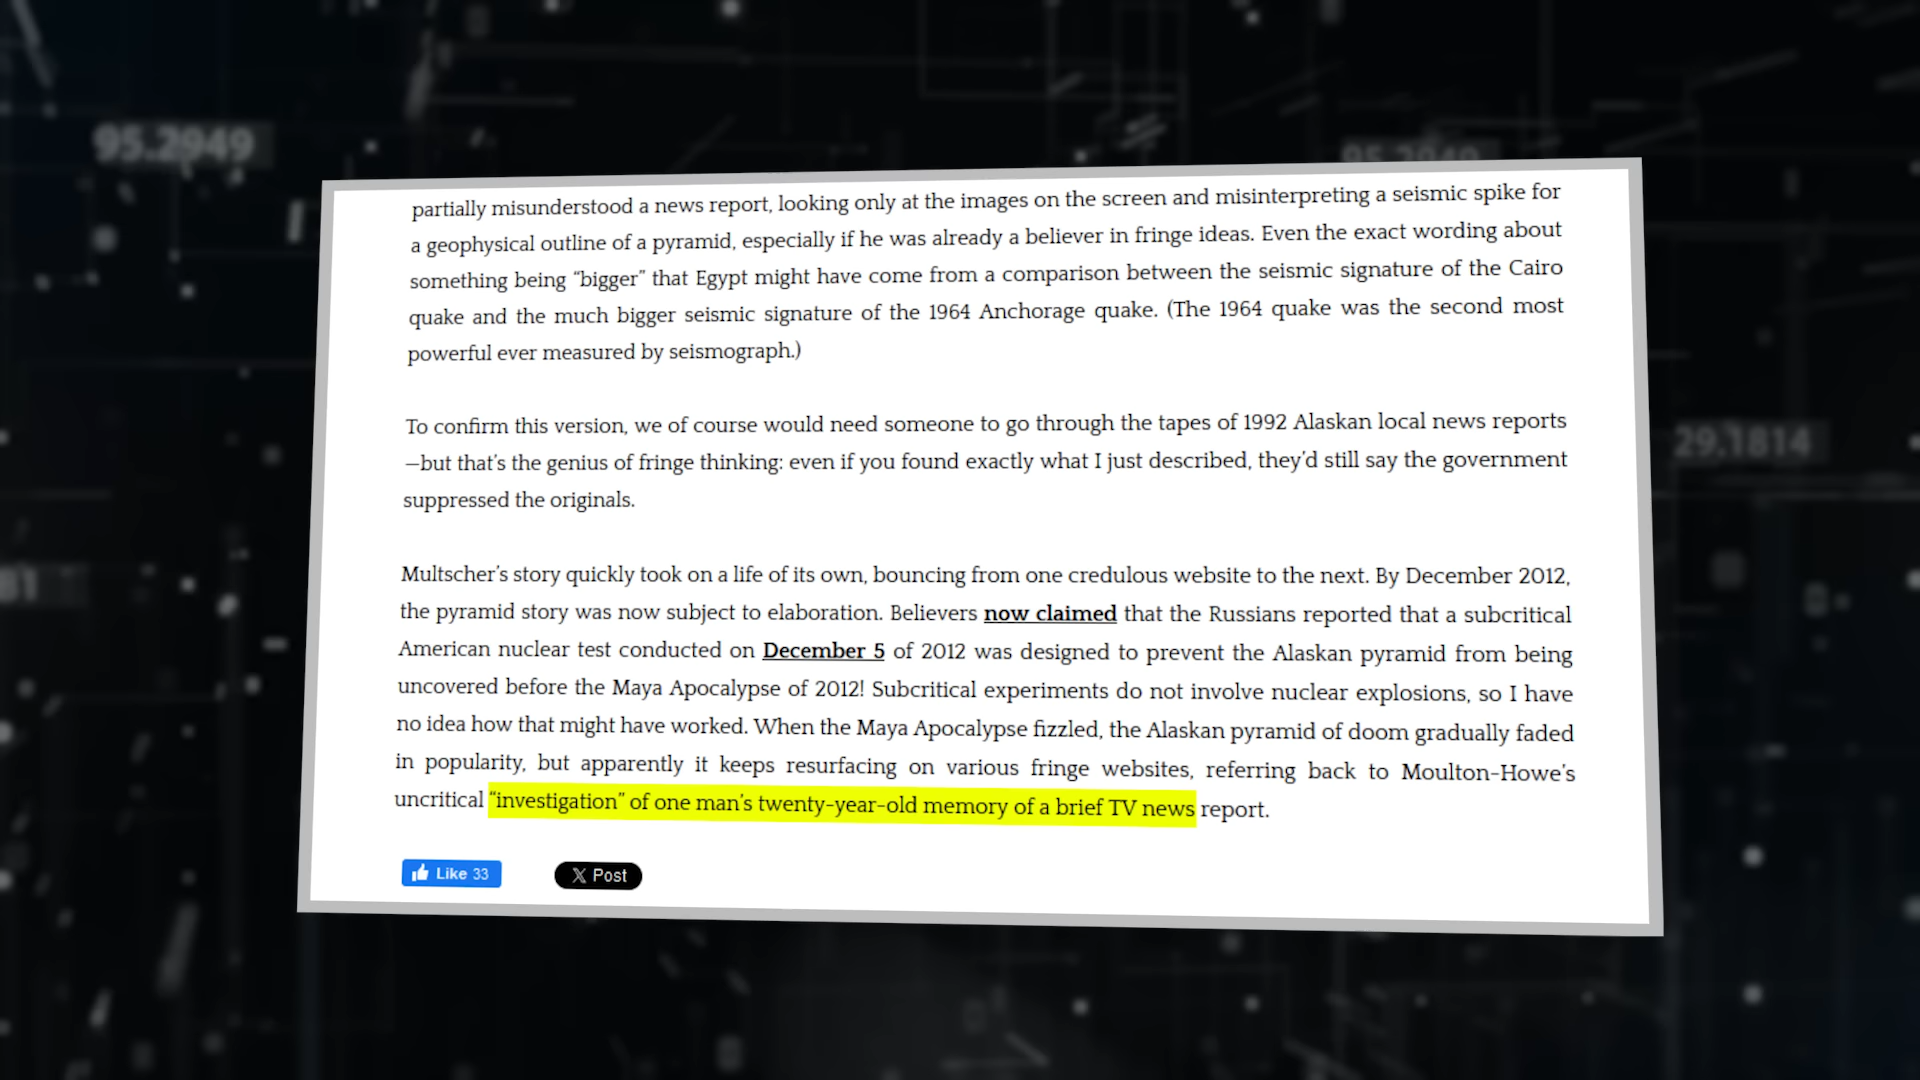 95.2949
95.2949
partially misunderstood a news report, looking only at the images on the screen and misinterpreting a seismic spike for
a geophysical outline of a pyramid, especially if he was already a believer in fringe ideas. Even the exact wording about
something being “bigger” that Egypt might have come from a comparison between the seismic signature of the Cairo
quake and the much bigger seismic signature of the 1964 Anchorage quake. (The 1964 quake was the second most
powerful ever measured by seismograph.)
To confirm this version, we of course would need someone to go through the tapes of 1992 Alaskan local news reports
—but that’s the genius of fringe thinking: even if you found exactly what I just described, they’d still say the government
suppressed the originals.
29.1814
81
Multscher’s story quickly took on a life of its own, bouncing from one credulous website to the next. By December 2012,
the pyramid story was now subject to elaboration. Believers now claimed that the Russians reported that a subcritical
American nuclear test conducted on December 5 of 2012 was designed to prevent the Alaskan pyramid from being
uncovered before the Maya Apocalypse of 2012! Subcritical experiments do not involve nuclear explosions, so I have
no idea how that might have worked. When the Maya Apocalypse fizzled, the Alaskan pyramid of doom gradually faded
in popularity, but apparently it keeps resurfacing on various fringe websites, referring back to Moulton-Howe’s
uncritical “investigation” of one man’s twenty-year-old memory of a brief TV news report.
Like 33
X Post